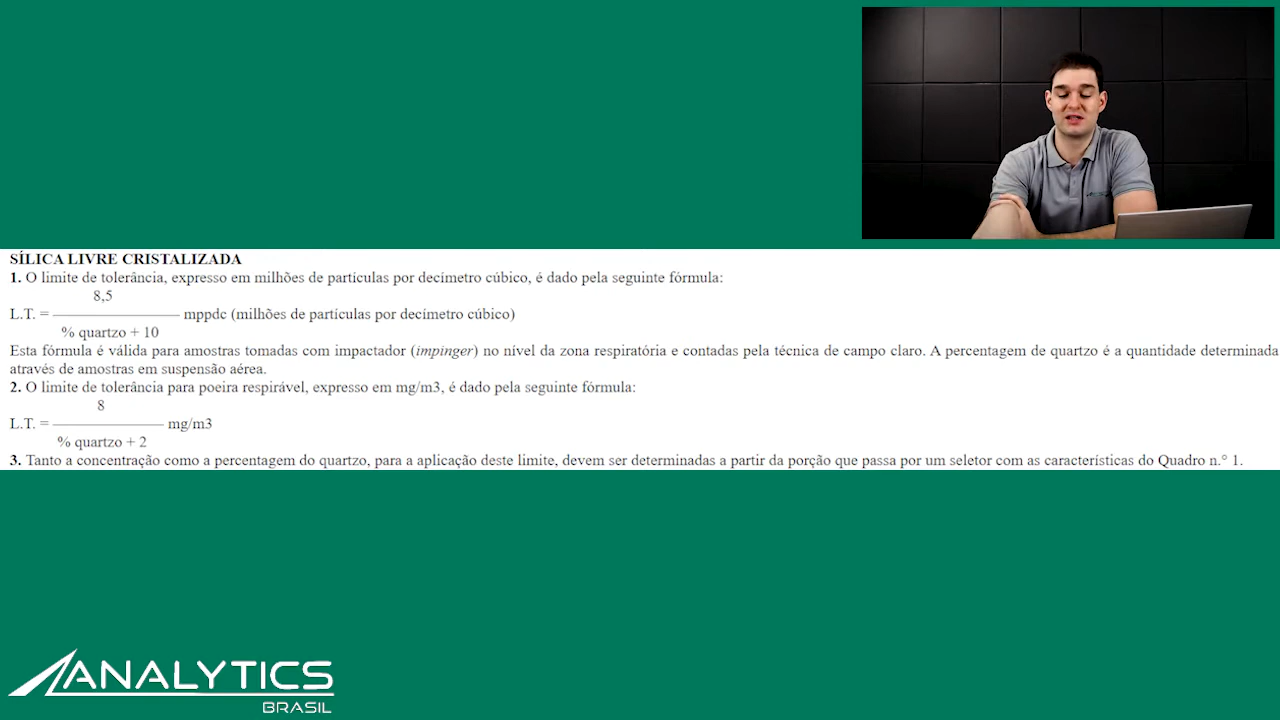 SÍLICA LIVRE CRISTALIZADA
1. O limite de tolerância, expresso em milhões de partículas por decímetro cúbico, é dado pela seguinte fórmula:
8,5
L.T. = ———————— mppdc (milhões de partículas por decímetro cúbico)
% quartzo + 10
Esta fórmula é válida para amostras tomadas com impactador (impinger) no nível da zona respiratória e contadas pela técnica de campo claro. A percentagem de quartzo é a quantidade determinada
através de amostras em suspensão aérea.
2. O limite de tolerância para poeira respirável, expresso em mg/m3, é dado pela seguinte fórmula:
8
L.T. = ——————— mg/m3
% quartzo + 2
3. Tanto a concentração como a percentagem do quartzo, para a aplicação deste limite, devem ser determinadas a partir da porção que passa por um seletor com as características do Quadro n.° 1.
ANALYTICS
BRASIL